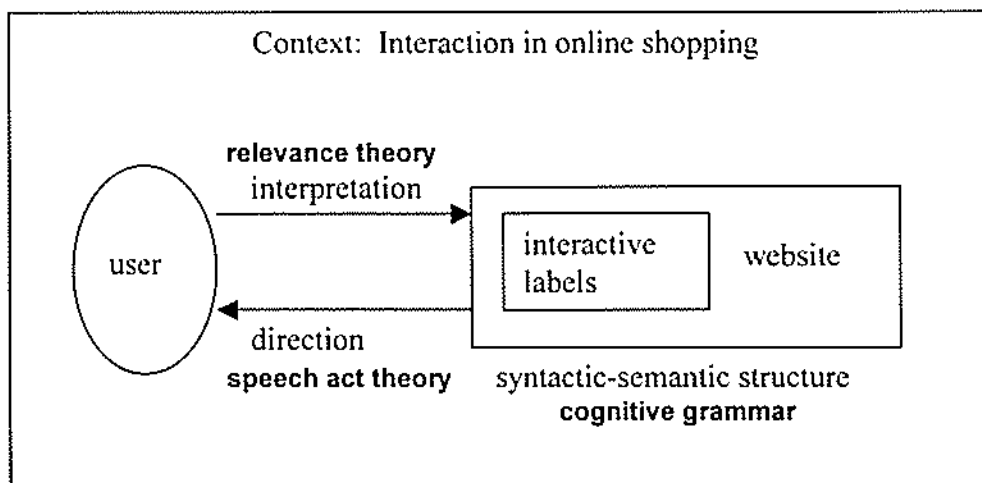 Context: Interaction in online shopping
relevance theory
interpretation
user
interactive
labels
website
direction
speech act theory
syntactic-semantic structure
cognitive grammar